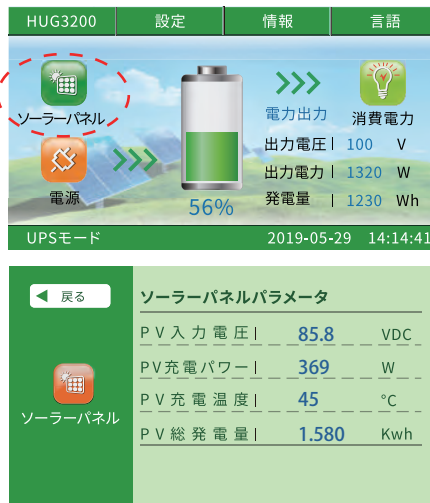 HUG3200 設定 情報 言語
ソーラーパネル
電力出力 消費電力
出力電圧 100 V
出力電力 1320 W
電源
56%
発電量 1230 Wh
UPSモード 2019-05-29 14:14:41
戻る ソーラーパネルパラメータ
PV入力電圧 85.8 VDC
PV充電パワー 369 W
PV充電温度 45 °C
ソーラーパネル
PV総発電量 1.580 Kwh